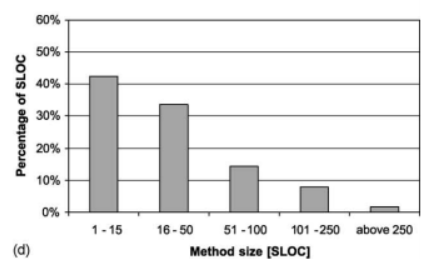 60%
50%
40%
30%
20%
10%
0%
Percentage of SLOC
1 - 15 16 - 50 51 - 100 101 -250 above 250
Method size [SLOC]
(d)